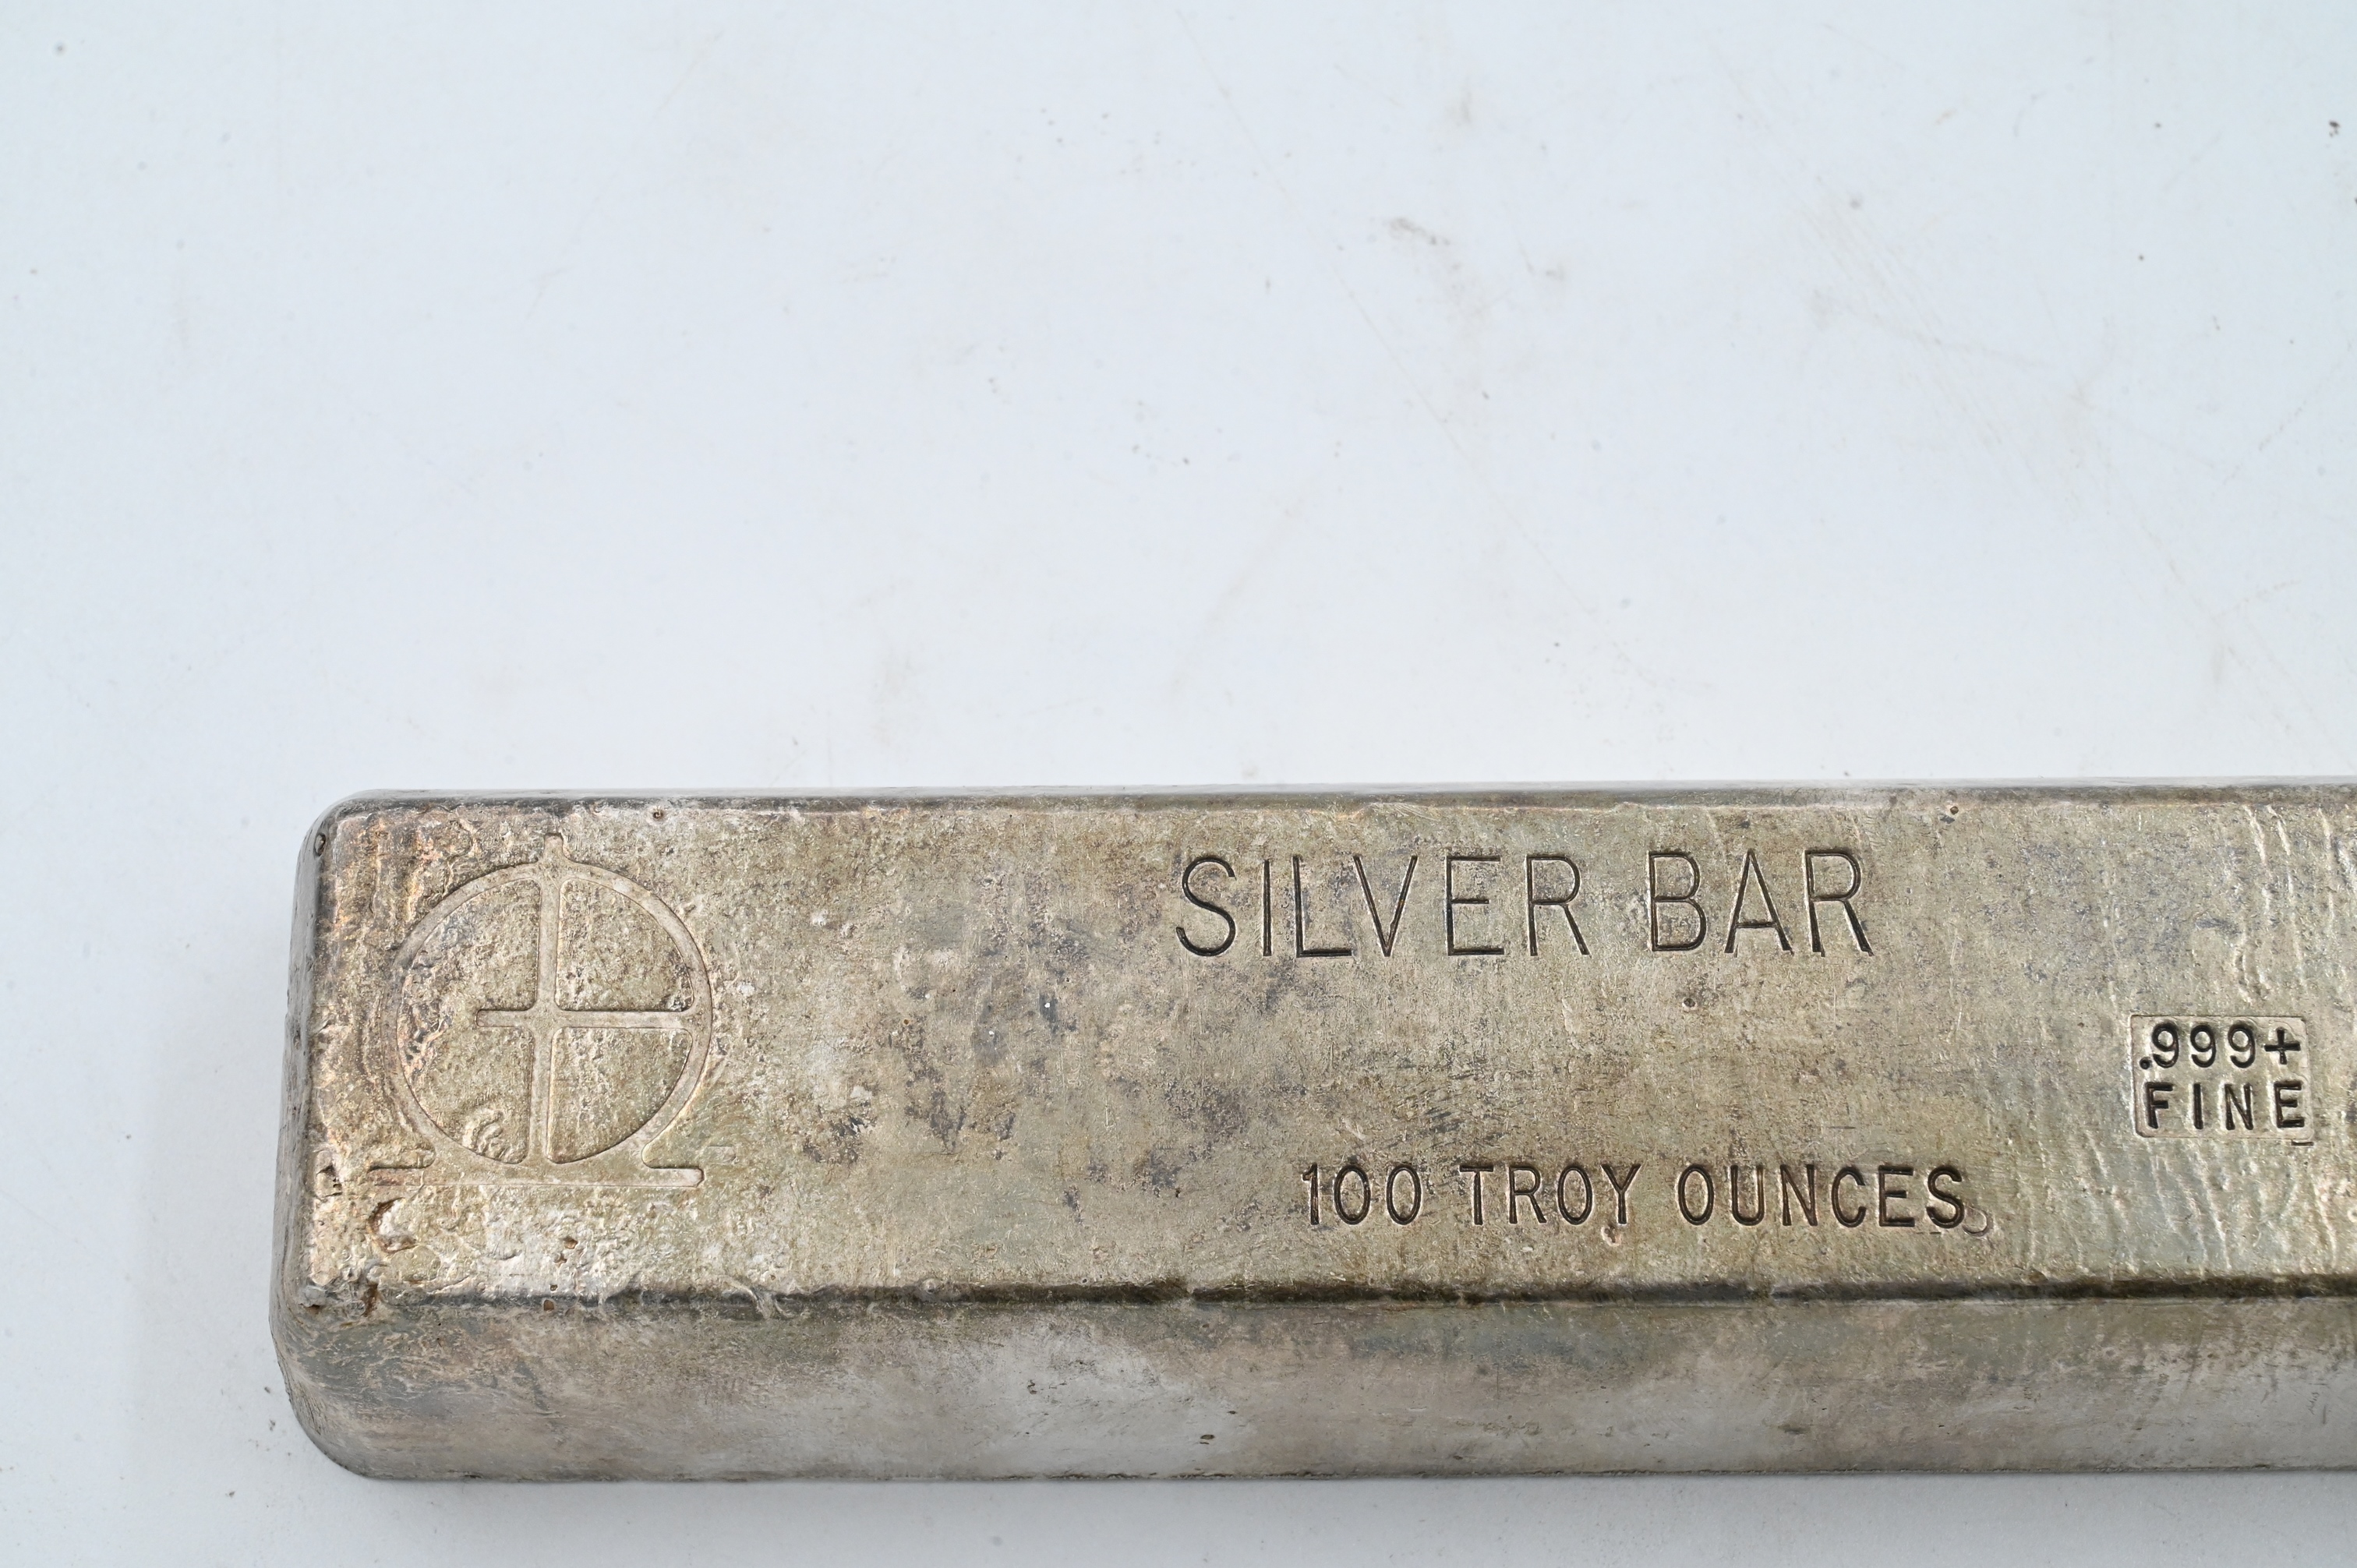 SILVER BAR
.999+
FINE
100 TROY OUNCES